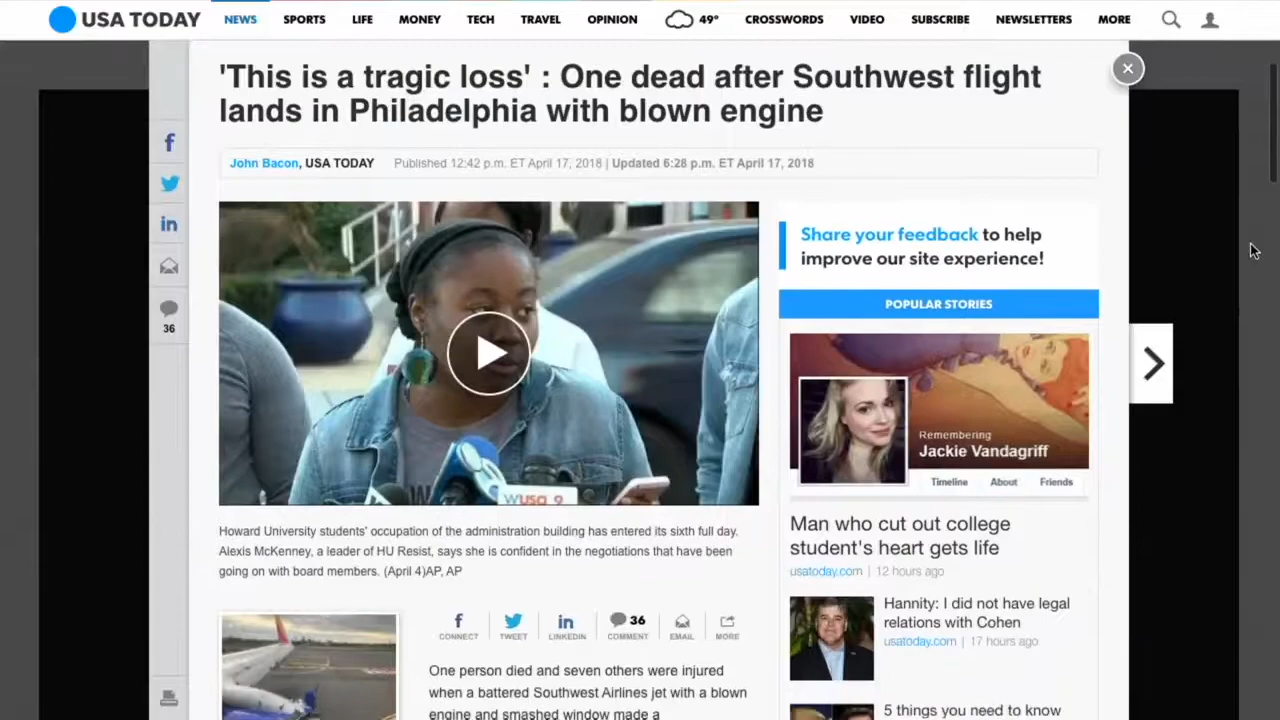 USA TODAY
NEWS SPORTS LIFE MONEY TECH TRAVEL OPINION 49° CROSSWORDS VIDEO SUBSCRIBE NEWSLETTERS MORE
'This is a tragic loss' : One dead after Southwest flight
lands in Philadelphia with blown engine
John Bacon, USA TODAY Published 12:42 p.m. ET April 17, 2018 | Updated 6:28 p.m. ET April 17, 2018
36
wusa 9
Howard University students' occupation of the administration building has entered its sixth full day.
Alexis McKenney, a leader of HU Resist, says she is confident in the negotiations that have been
going on with board members. (April 4)AP, AP
CONNECT TWEET LINKEDIN 36 COMMENT EMAIL MORE
One person died and seven others were injured
when a battered Southwest Airlines jet with a blown
engine and smashed window made a
Share your feedback to help
improve our site experience!
POPULAR STORIES
Remembering
Jackie Vandagriff
Timeline About Friends
Man who cut out college
student's heart gets life
usatoday.com | 12 hours ago
Hannity: I did not have legal
relations with Cohen
usatoday.com | 17 hours ago
5 things you need to know